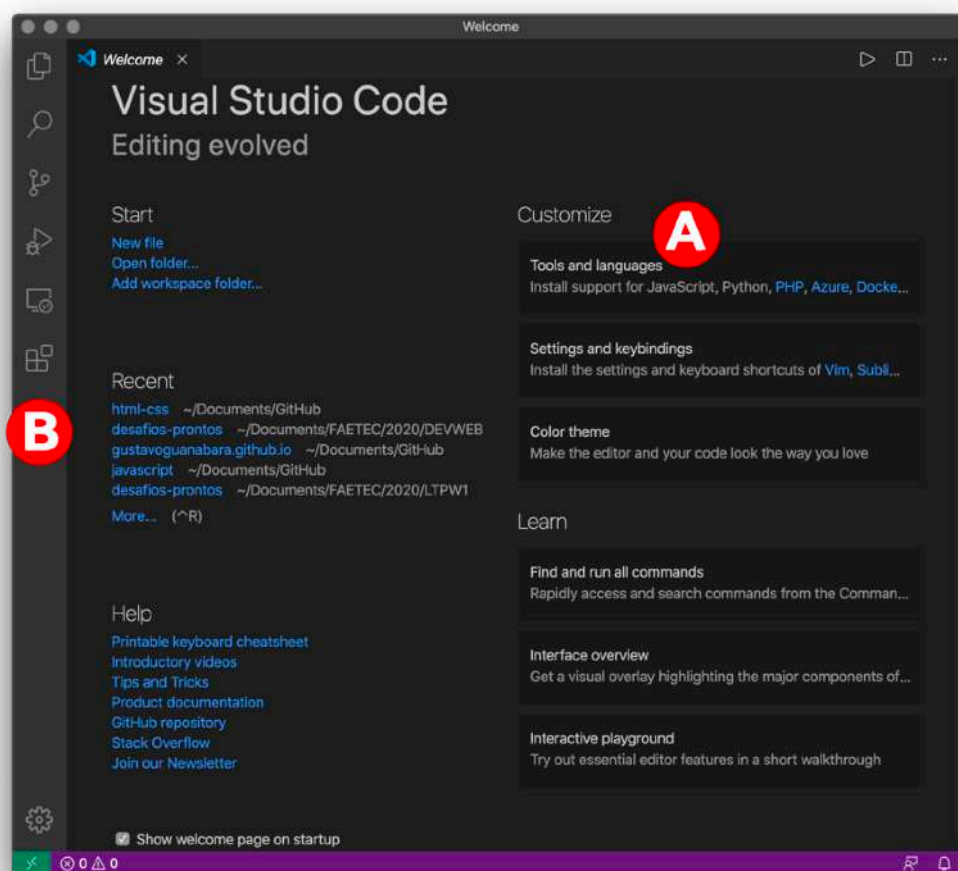 Welcome
Welcome ×
Visual Studio Code
Editing evolved
Start
New file
Open folder...
Add workspace folder...
Recent
html-css ~/Documents/GitHub
desafios-prontos ~/Documents/FAETEC/2020/DEVWEB
gustavoguanabara.github.io ~/Documents/GitHub
javascript ~/Documents/GitHub
desafios-prontos ~/Documents/FAETEC/2020/LTPW1
More... (^R)
Help
Printable keyboard cheatsheet
Introductory videos
Tips and Tricks
Product documentation
GitHub repository
Stack Overflow
Join our Newsletter
Show welcome page on startup
Customize
A
Tools and languages
Install support for JavaScript, Python, PHP, Azure, Docke...
Settings and keybindings
Install the settings and keyboard shortcuts of Vim, Subli...
Color theme
Make the editor and your code look the way you love
Learn
Find and run all commands
Rapidly access and search commands from the Comman...
Interface overview
Get a visual overlay highlighting the major components of...
Interactive playground
Try out essential editor features in a short walkthrough
B
0 0